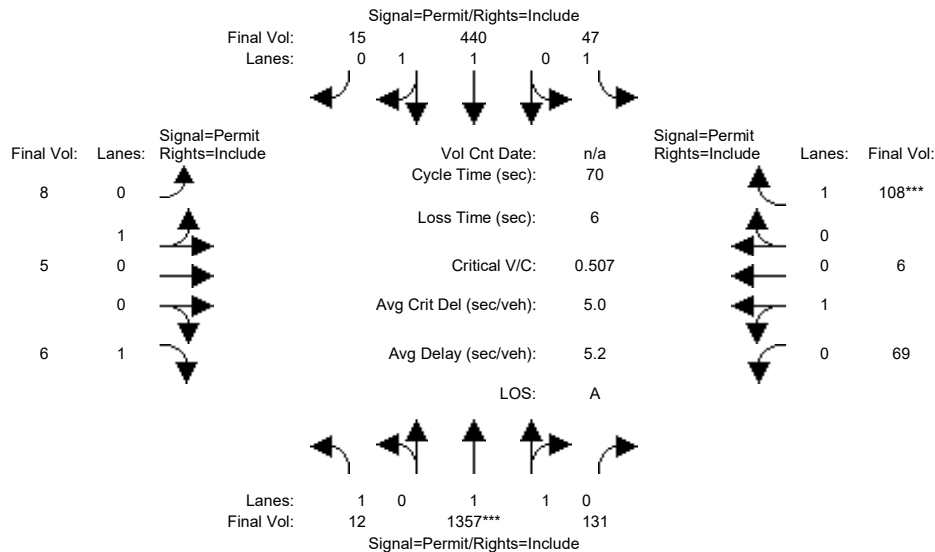 Signal=Permit/Rights=Include
Final Vol: 15 440 47
Lanes: 0 1 1 0 1
Signal=Permit
Final Vol: Lanes: Rights=Include
Vol Cnt Date: n/a
Signal=Permit
Rights=Include Lanes: Final Vol:
Cycle Time (sec): 70
8 0
1 108***
Loss Time (sec): 6
1
0
5 0
Critical V/C: 0.507
0 6
0
Avg Crit Del (sec/veh): 5.0
1
6 1
Avg Delay (sec/veh): 5.2
0 69
LOS: A
Lanes: 1 0 1 1 0
Final Vol: 12 1357*** 131
Signal=Permit/Rights=Include